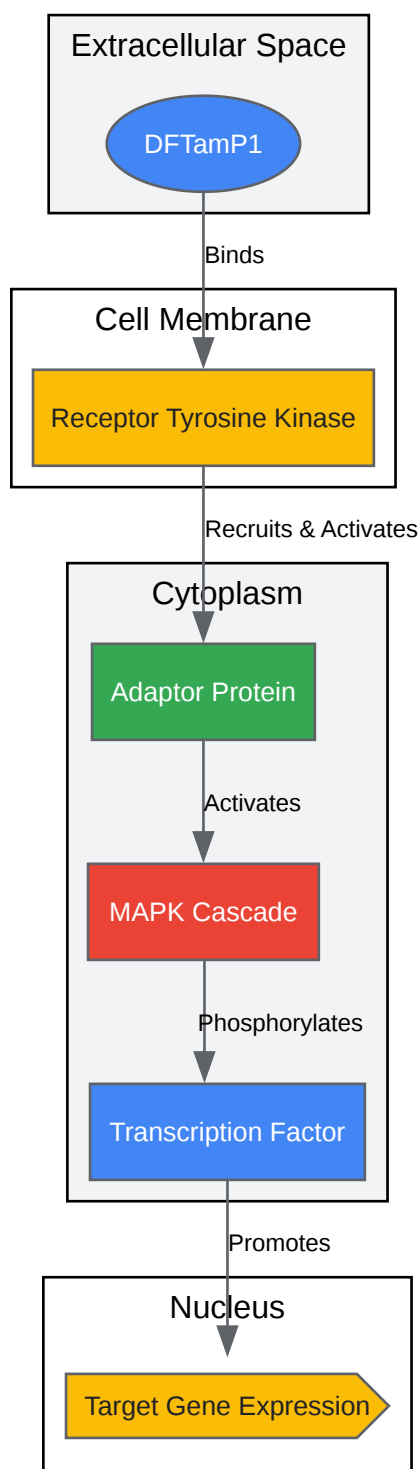 Extracellular Space
DFTamP1
Binds
Cell Membrane
Receptor Tyrosine Kinase
Recruits & Activates
Cytoplasm
Adaptor Protein
Activates
MAPK Cascade
Phosphorylates
Transcription Factor
Promotes
Nucleus
Target Gene Expression